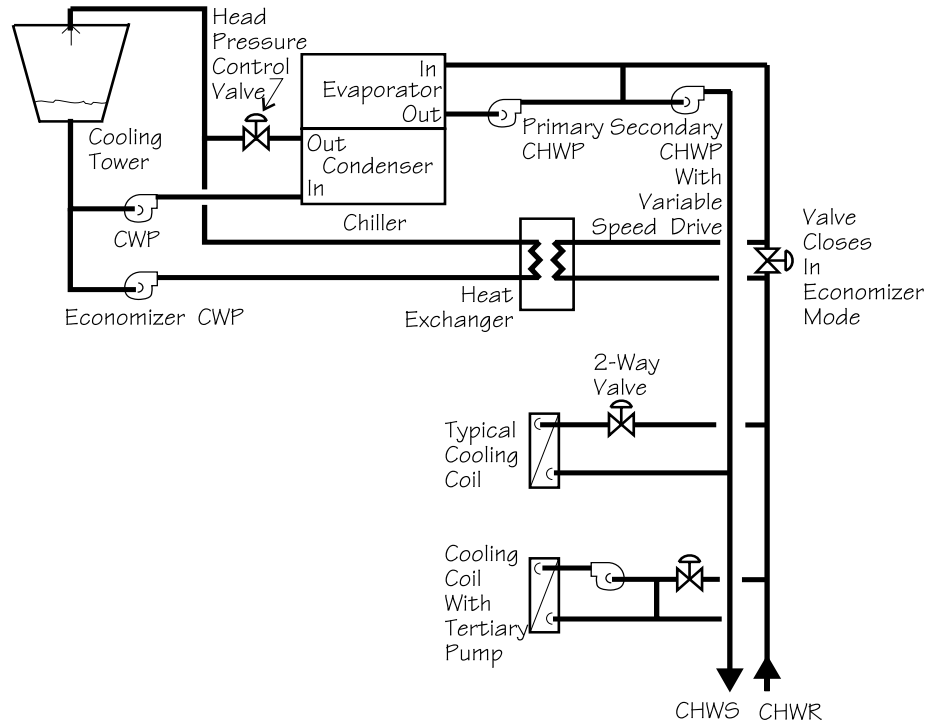 Head
Pressure
Control
Valve
In
Evaporator
Out
Primary
CHWP
Secondary
CHWP
With
Variable
Speed Drive
Cooling
Tower
Out
Condenser
In
Chiller
CWP
Economizer CWP
Heat
Exchanger
Valve
Closes
In
Economizer
Mode
2-Way
Valve
Typical
Cooling
Coil
Cooling
Coil
With
Tertiary
Pump
CHWS
CHWR